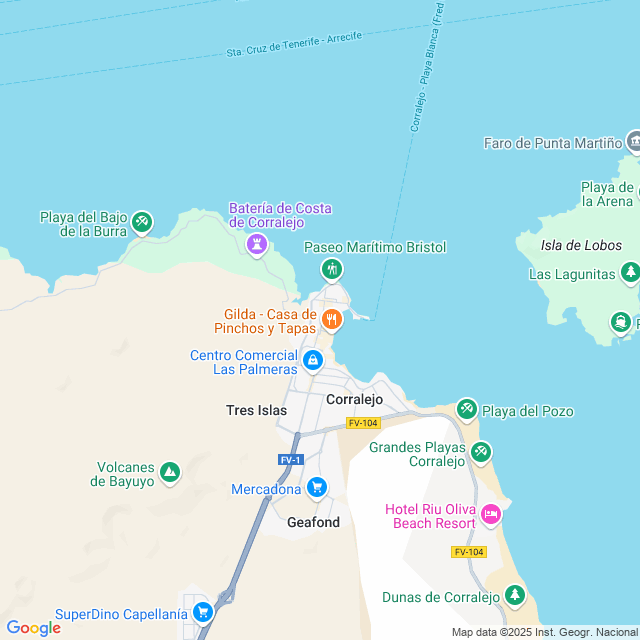 Sta. Cruz de Tenerife - Arrecife
Corralejo - Playa Blanca (Fred
Faro de Punta Martiño
Playa de
la Arena
Isla de Lobos
Las Lagunitas
Playa del Bajo
de la Burra
Batería de Costa
de Corralejo
Paseo Marítimo Bristol
Gilda - Casa de
Pinchos y Tapas
Centro Comercial
Las Palmeras
Corralejo
Tres Islas
FV-104
Playa del Pozo
Grandes Playas
Corralejo
FV-1
Volcanes
de Bayuyo
Mercadona
Geafond
Hotel Riu Oliva
Beach Resort
FV-104
Dunas de Corralejo
SuperDino Capellanía
Google
Map data ©2025 Inst. Geogr. Nacional